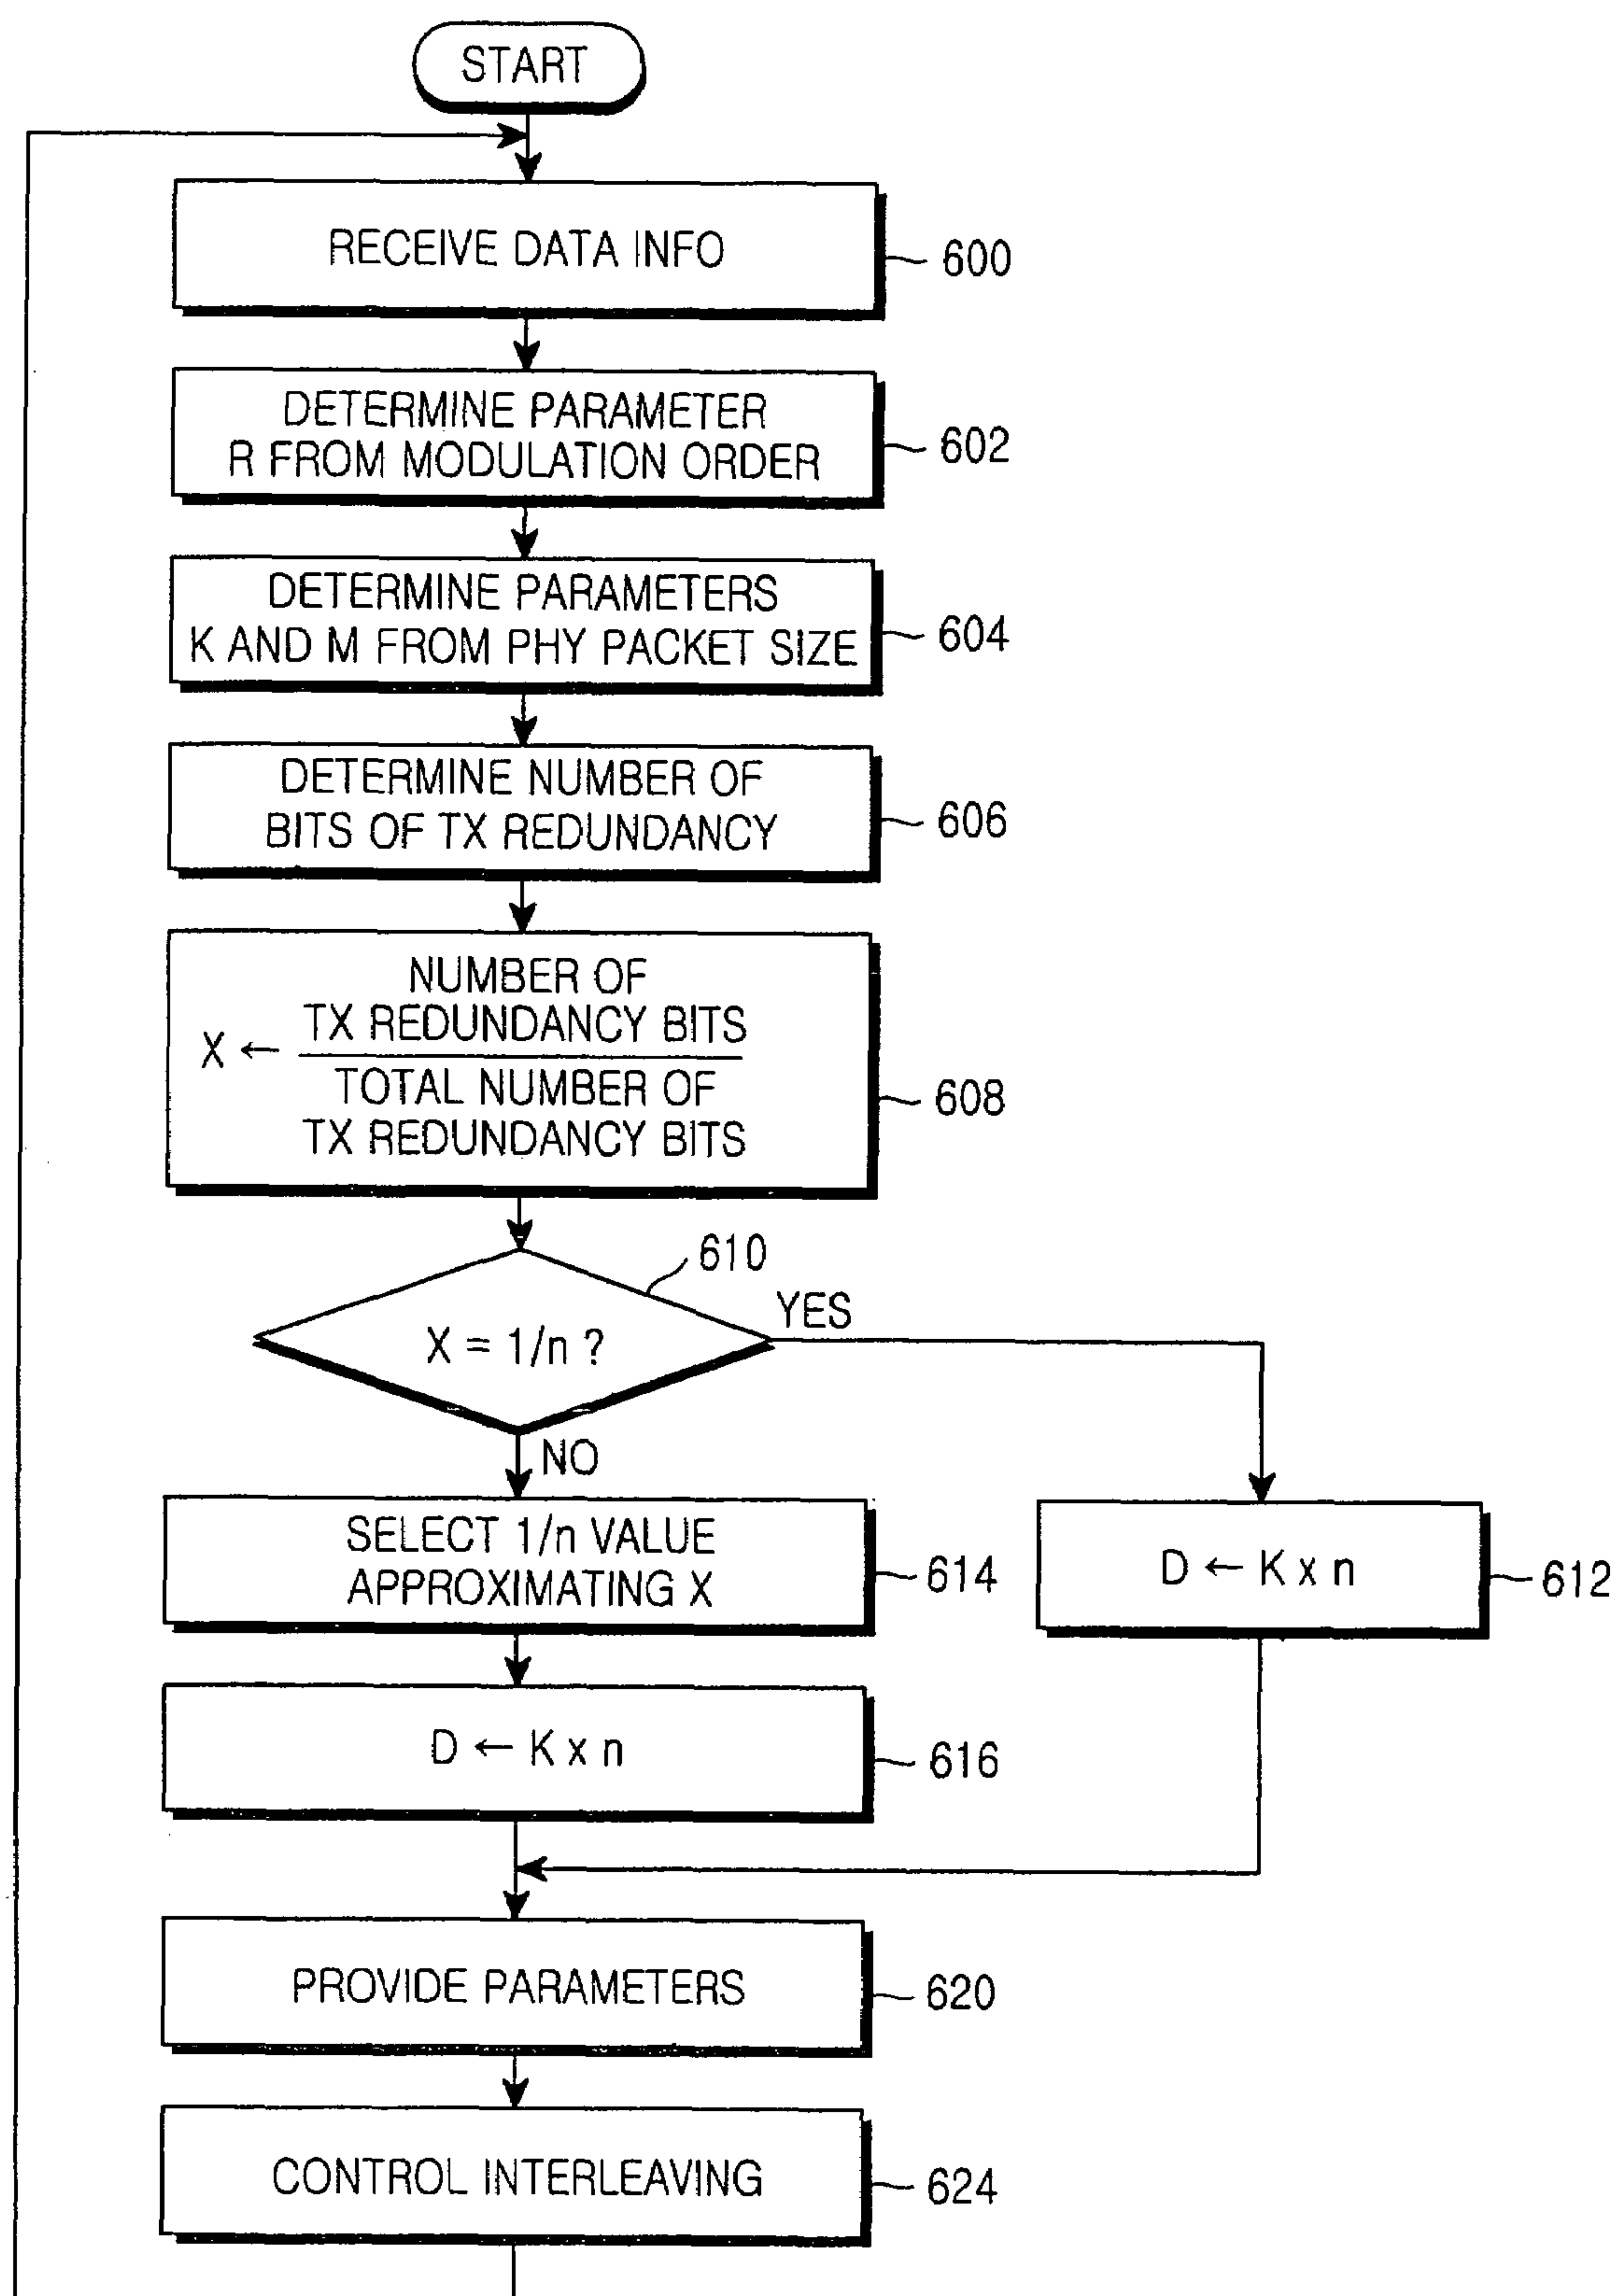 START
RECEIVE DATA INFO
600
DETERMINE PARAMETER
R FROM MODULATION ORDER
602
DETERMINE PARAMETERS
K AND M FROM PHY PACKET SIZE
604
DETERMINE NUMBER OF
BITS OF TX REDUNDANCY
606
NUMBER OF
TX REDUNDANCY BITS
X ←
TOTAL NUMBER OF
TX REDUNDANCY BITS
608
610
X = 1/n ?
YES
NO
SELECT 1/n VALUE
APPROXIMATING X
614
D ← K x n
612
D ← K x n
616
PROVIDE PARAMETERS
620
CONTROL INTERLEAVING
624